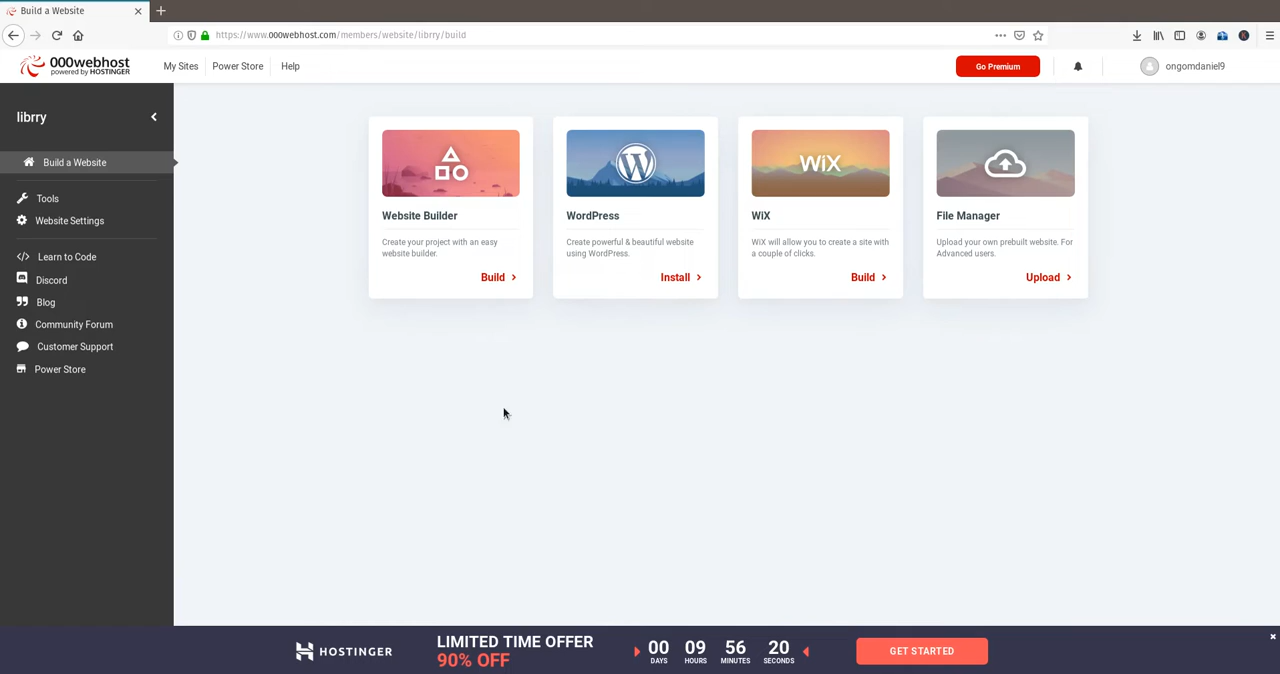 Build a Website
https://www.000webhost.com/members/website/librry/build
000webhost
powered by HOSTINGER
My Sites
Power Store
Help
Go Premium
ongomdaniel9
librry
Build a Website
Tools
Website Settings
Learn to Code
Discord
Blog
Community Forum
Customer Support
Power Store
Website Builder
Create your project with an easy
website builder.
Build
WordPress
Create powerful & beautiful website
using WordPress.
Install
WiX
WiX
WiX will allow you to create a site with
a couple of clicks.
Build
File Manager
Upload your own prebuilt website. For
Advanced users.
Upload
HOSTINGER
LIMITED TIME OFFER
90% OFF
00 09 56 20
DAYS HOURS MINUTES SECONDS
GET STARTED